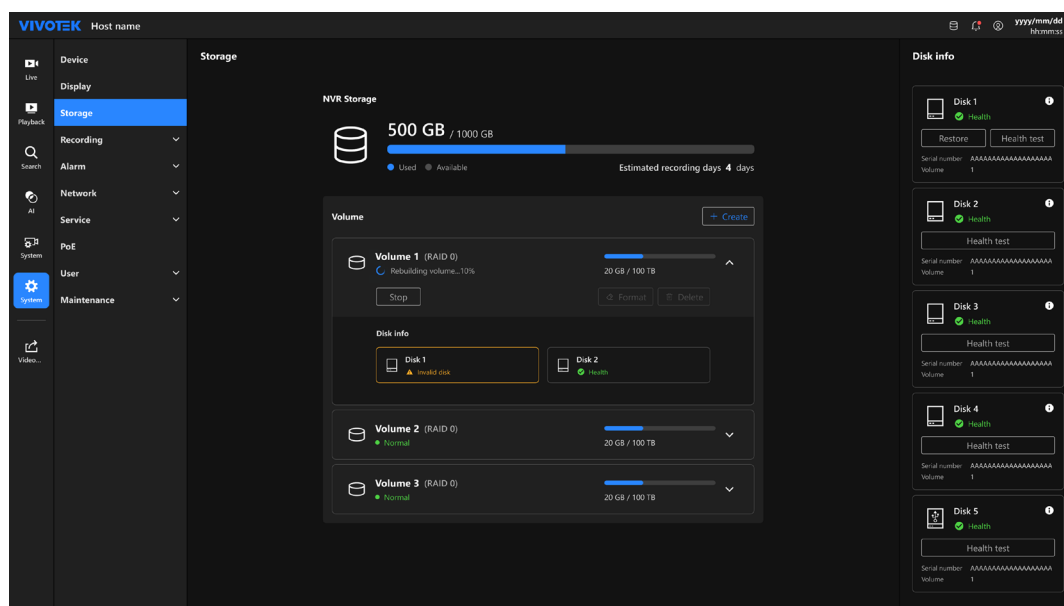 VIVOTEK Host name
yyyy/mm/dd
hh:mm:ss
Live
Playback
Search
AI
System
System
Video...
Device
Display
Storage
Recording
Alarm
Network
Service
PoE
User
Maintenance
Storage
NVR Storage
500 GB / 1000 GB
Used Available
Estimated recording days 4 days
Volume
+ Create
Volume 1 (RAID 0)
Rebuilding volume...10%
20 GB / 100 TB
Stop
Format
Delete
Disk info
Disk 1
Invalid disk
Disk 2
Health
Volume 2 (RAID 0)
Normal
20 GB / 100 TB
Volume 3 (RAID 0)
Normal
20 GB / 100 TB
Disk info
Disk 1
Health
Restore
Health test
Serial number AAAAAAAAAAAAAAAAAAA
Volume 1
Disk 2
Health
Health test
Serial number AAAAAAAAAAAAAAAAAAA
Volume 1
Disk 3
Health
Health test
Serial number AAAAAAAAAAAAAAAAAAA
Volume 1
Disk 4
Health
Health test
Serial number AAAAAAAAAAAAAAAAAAA
Volume 1
Disk 5
Health
Health test
Serial number AAAAAAAAAAAAAAAAAAA
Volume 1